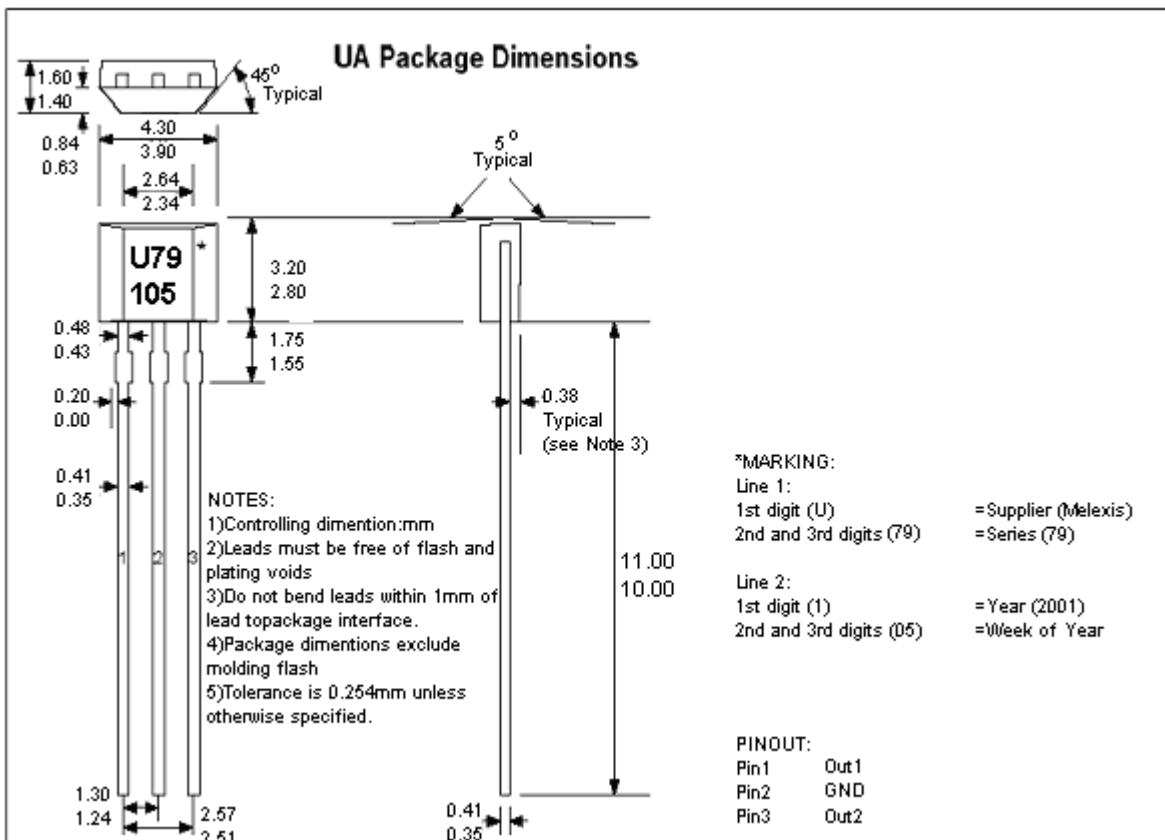 UA Package Dimensions
1.60
1.40
45° Typical
0.84
0.63
4.30
3.90
2.64
2.34
5°
Typical
U79 *
105
3.20
2.80
0.48
0.43
1.75
1.55
0.20
0.00
0.38
Typical
(see Note 3)
0.41
0.35
1 2 3
NOTES:
1)Controlling dimention:mm
2)Leads must be free of flash and
plating voids
3)Do not bend leads within 1mm of
lead topackage interface.
4)Package dimentions exclude
molding flash
5)Tolerance is 0.254mm unless
otherwise specified.
11.00
10.00
*MARKING:
Line 1:
1st digit (U) =Supplier (Melexis)
2nd and 3rd digits (79) =Series (79)
Line 2:
1st digit (1) =Year (2001)
2nd and 3rd digits (05) =Week of Year
PINOUT:
Pin1 Out1
Pin2 GND
Pin3 Out2
1.30
1.24
2.57
2.51
0.41
0.35